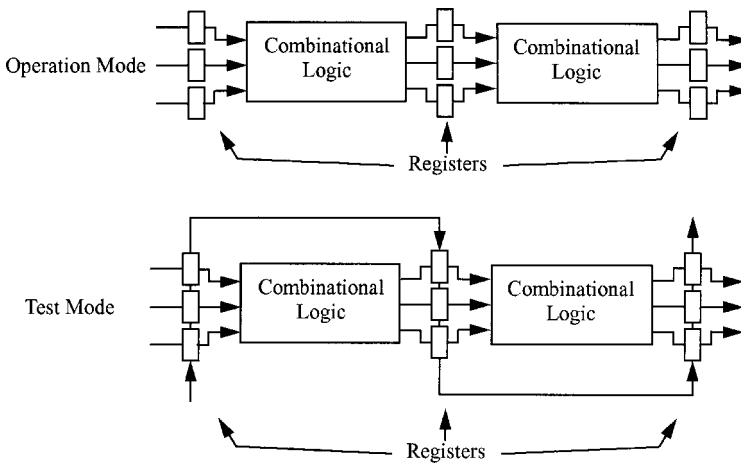 Operation Mode
Combinational
Logic
Combinational
Logic
Registers
Test Mode
Combinational
Logic
Combinational
Logic
Registers